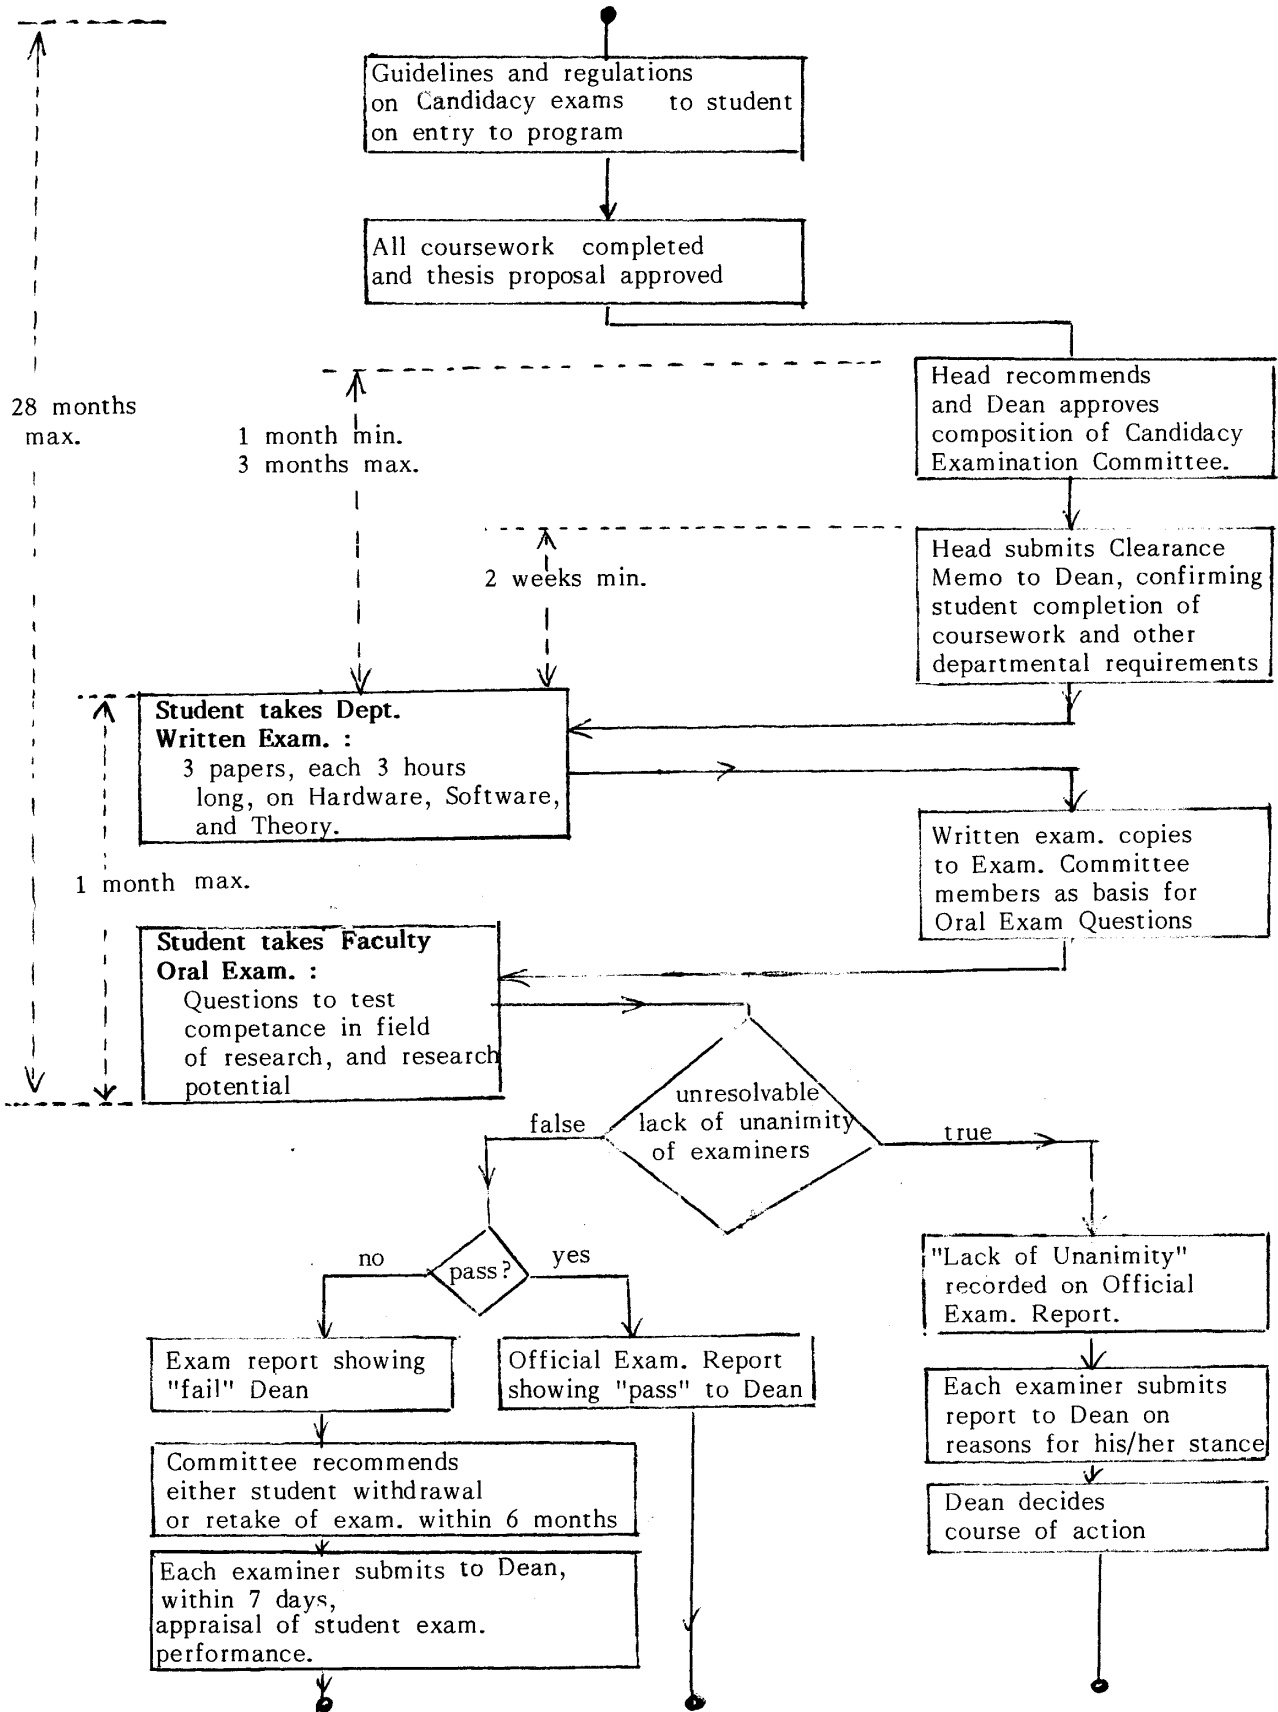 Guidelines and regulations
on Candidacy exams to student
on entry to program
All coursework completed
and thesis proposal approved
28 months
max.
1 month min.
3 months max.
Head recommends
and Dean approves
composition of Candidacy
Examination Committee.
2 weeks min.
Head submits Clearance
Memo to Dean, confirming
student completion of
coursework and other
departmental requirements
Student takes Dept.
Written Exam. :
3 papers, each 3 hours
long, on Hardware, Software,
and Theory.
Written exam. copies
to Exam. Committee
members as basis for
Oral Exam Questions
1 month max.
Student takes Faculty
Oral Exam. :
Questions to test
competance in field
of research, and research
potential
unresolvable
lack of unanimity
of examiners
false
true
no
pass?
yes
"Lack of Unanimity"
recorded on Official
Exam. Report.
Exam report showing
"fail" Dean
Official Exam. Report
showing "pass" to Dean
Each examiner submits
report to Dean on
reasons for his/her stance
Committee recommends
either student withdrawal
or retake of exam. within 6 months
Dean decides
course of action
Each examiner submits to Dean,
within 7 days,
appraisal of student exam.
performance.